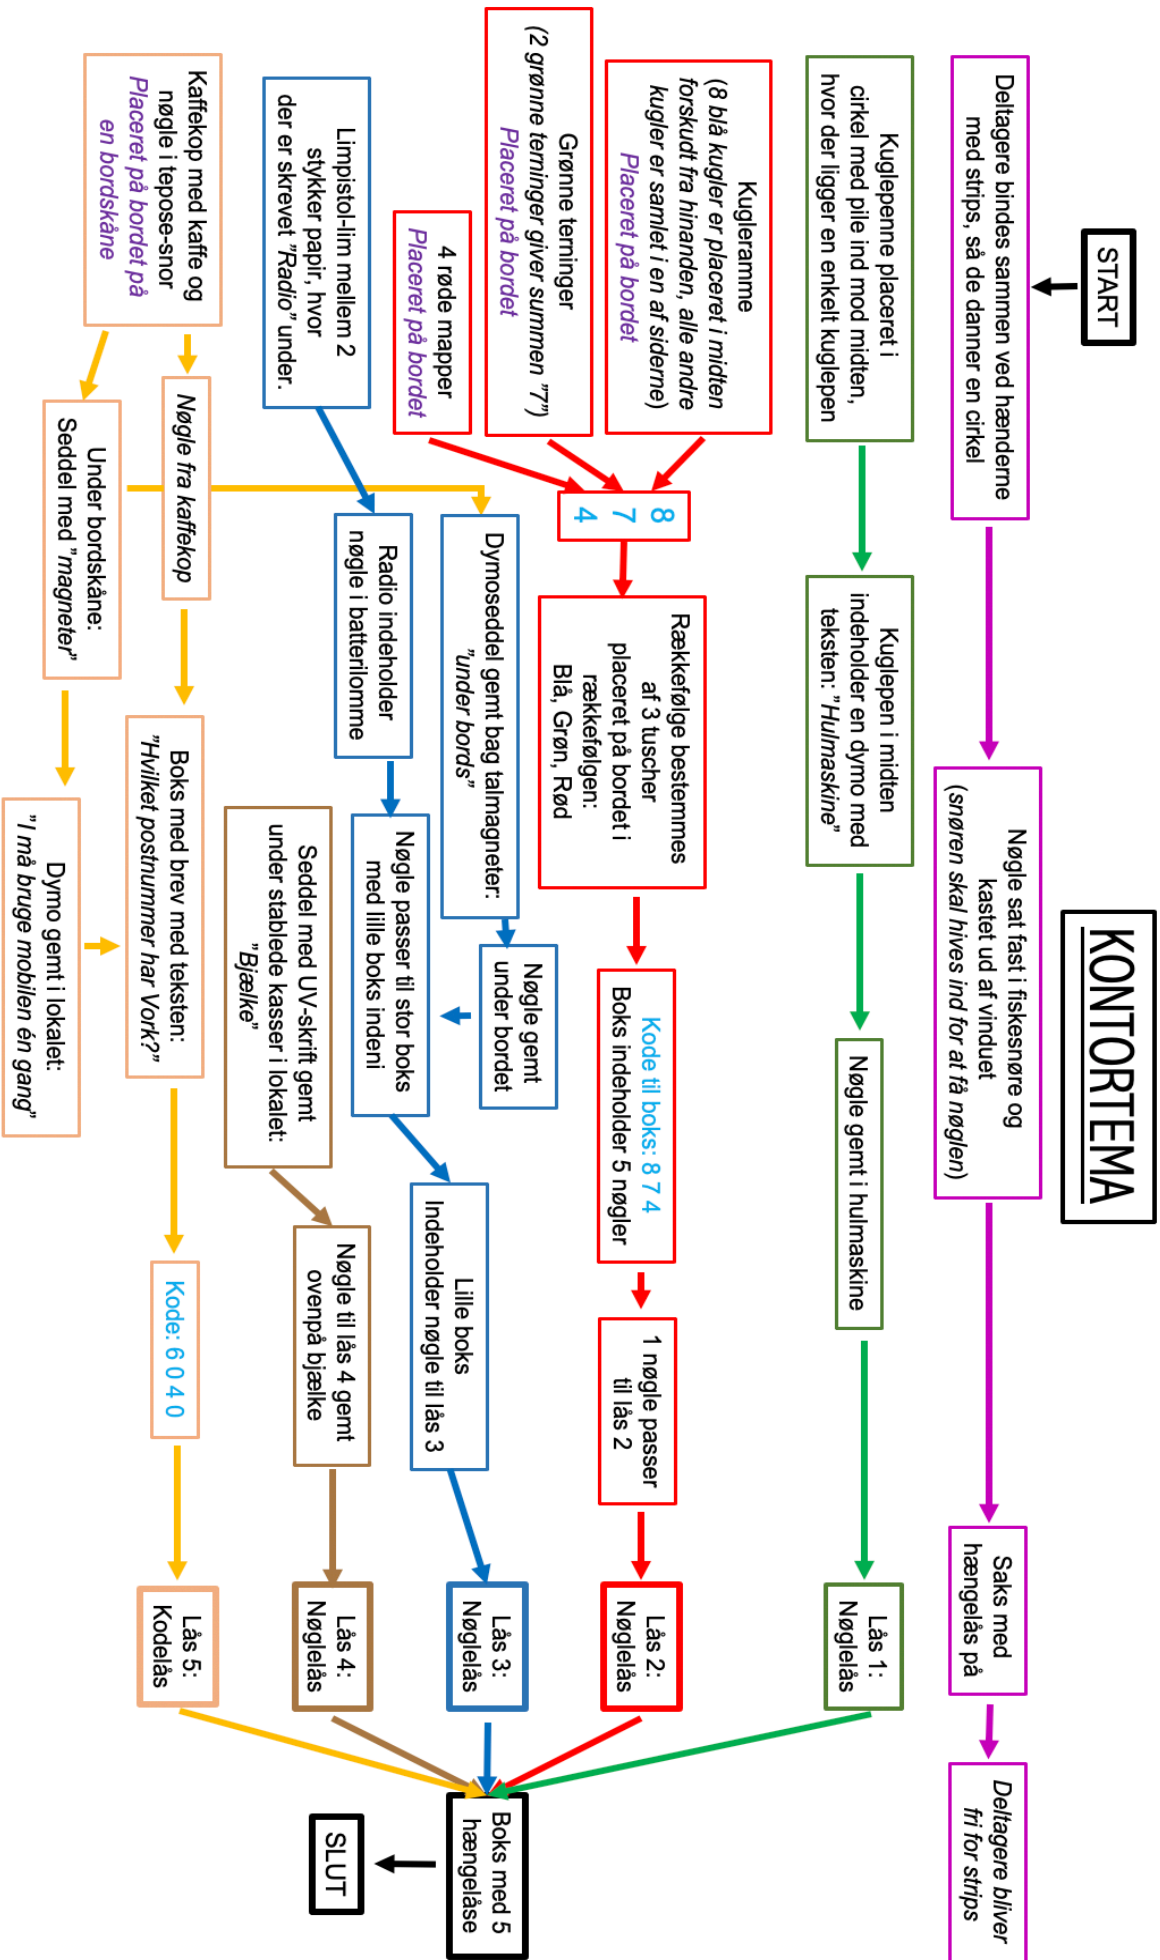 KONTORTEMA
START
Deltagere bindes sammen ved hænderne
med strips, så de danner en cirkel
Nøgle sat fast i fiskesnøre og
kastet ud af vinduet
(snøren skal hives ind for at få nøglen)
Saks med
hængelås på
Deltagere bliver
fri for strips
Kuglepenne placeret i
cirkel med pile ind mod midten,
hvor der ligger en enkelt kuglepen
Kuglepen i midten
indeholder en dymo med
teksten: "Hulmaskine"
Nøgle gemt i hulmaskine
Lås 1:
Nøglelås
Kugleramme
(8 blå kugler er placeret i midten
forskudt fra hinanden, alle andre
kugler er samlet i en af siderne)
Placeret på bordet
Grønne terninger
(2 grønne terninger giver summen "7")
Placeret på bordet
4 røde mapper
Placeret på bordet
8
7
4
Rækkefølge bestemmes
af 3 tuscher
placeret på bordet i
rækkefølgen:
Blå, Grøn, Rød
Kode til boks: 8 7 4
Boks indeholder 5 nøgler
1 nøgle passer
til lås 2
Lås 2:
Nøglelås
Dymoseddel gemt bag talmagneter:
"under bords"
Nøgle gemt
under bordet
Limpistol-lim mellem 2
stykker papir, hvor
der er skrevet "Radio" under.
Radio indeholder
nøgle i batterilomme
Nøgle passer til stor boks
med lille boks indeni
Lille boks
Indeholder nøgle til lås 3
Lås 3:
Nøglelås
Seddel med UV-skrift gemt
under stablede kasser i lokalet:
"Bjælke"
Nøgle til lås 4 gemt
ovenpå bjælke
Lås 4:
Nøglelås
Kaffekop med kaffe og
nøgle i tepose-snor
Placeret på bordet på
en bordskåne
Nøgle fra kaffekop
Under bordskåne:
Seddel med "magneter"
Boks med brev med teksten:
"Hvilket postnummer har Vork?"
Dymo gemt i lokalet:
"I må bruge mobilen én gang"
Kode: 6 0 4 0
Lås 5:
Kodelås
Boks med 5
hængelåse
SLUT